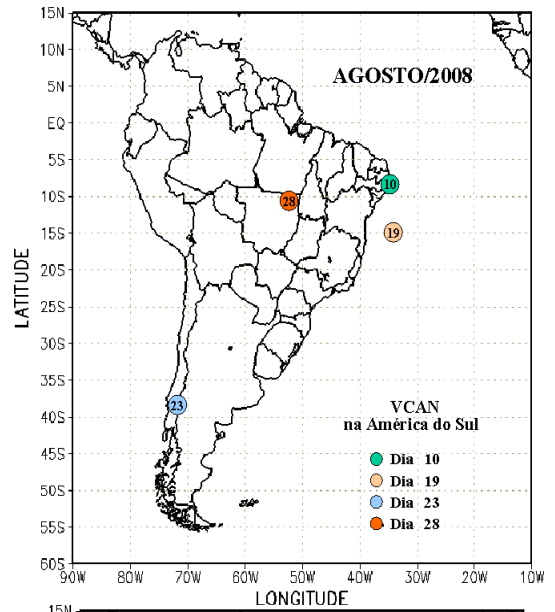 15N
10N
5N
EQ
5S
10S
15S
20S
25S
30S
35S
40S
45S
50S
55S
60S
LATITUDE
AGOSTO/2008
10
28
19
23
VCAN
na América do Sul
Dia 10
Dia 19
Dia 23
Dia 28
90W 80W 70W 60W 50W 40W 30W 20W 10W
LONGITUDE
15N